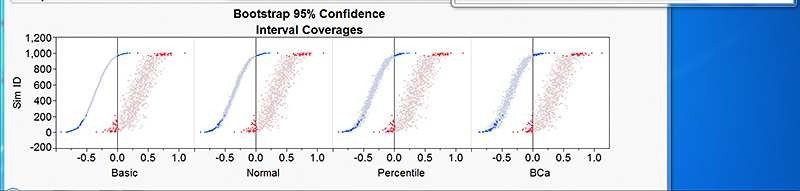 Bootstrap 95% Confidence
Interval Coverages
1,200
1,000
800
600
400
200
0
-200
Sim ID
-0.5 0.0 0.5 1.0 -0.5 0.0 0.5 1.0 -0.5 0.0 0.5 1.0 -0.5 0.0 0.5 1.0
Basic Normal Percentile BCa